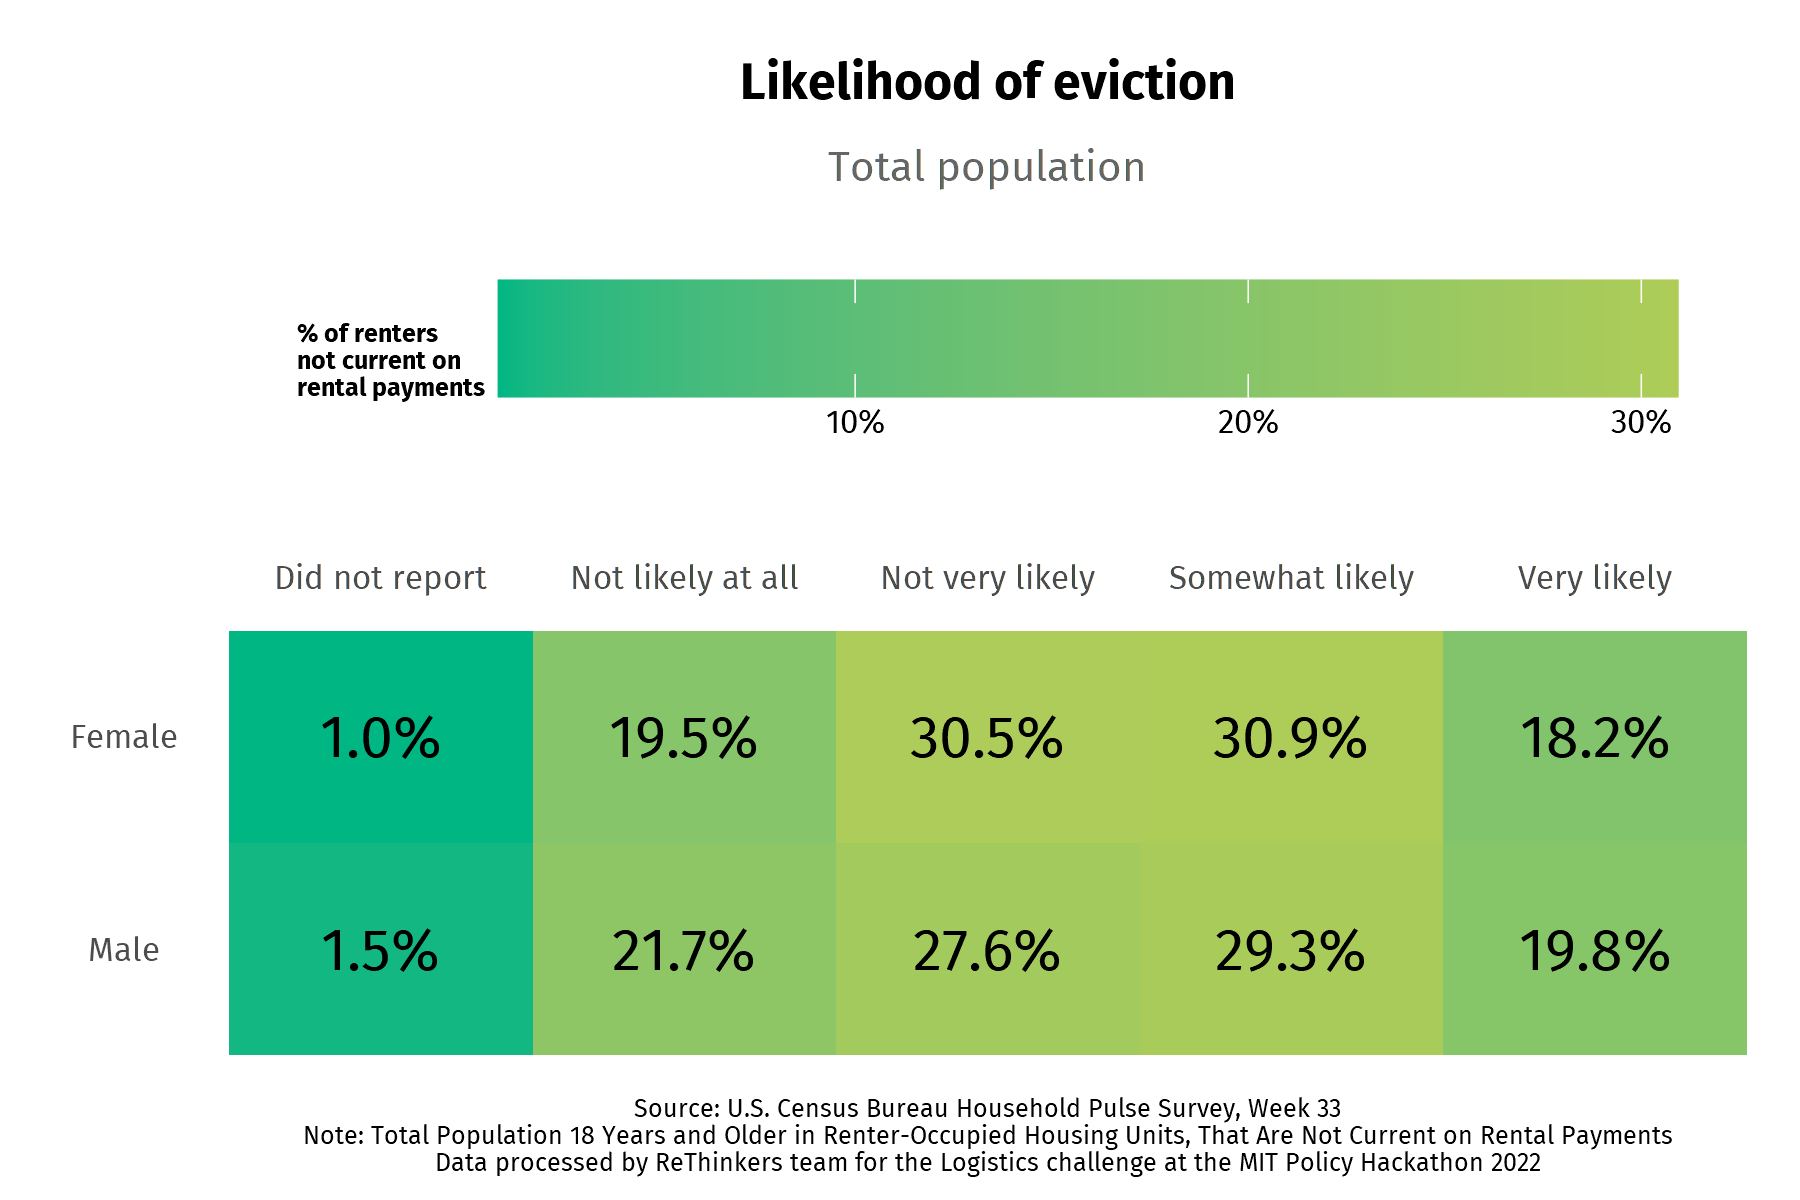 Likelihood of eviction
Total population
% of renters
not current on
rental payments
10% 20% 30%
Did not report Not likely at all Not very likely Somewhat likely Very likely
Female 1.0% 19.5% 30.5% 30.9% 18.2%
Male 1.5% 21.7% 27.6% 29.3% 19.8%
Source: U.S. Census Bureau Household Pulse Survey, Week 33
Note: Total Population 18 Years and Older in Renter-Occupied Housing Units, That Are Not Current on Rental Payments
Data processed by ReThinkers team for the Logistics challenge at the MIT Policy Hackathon 2022